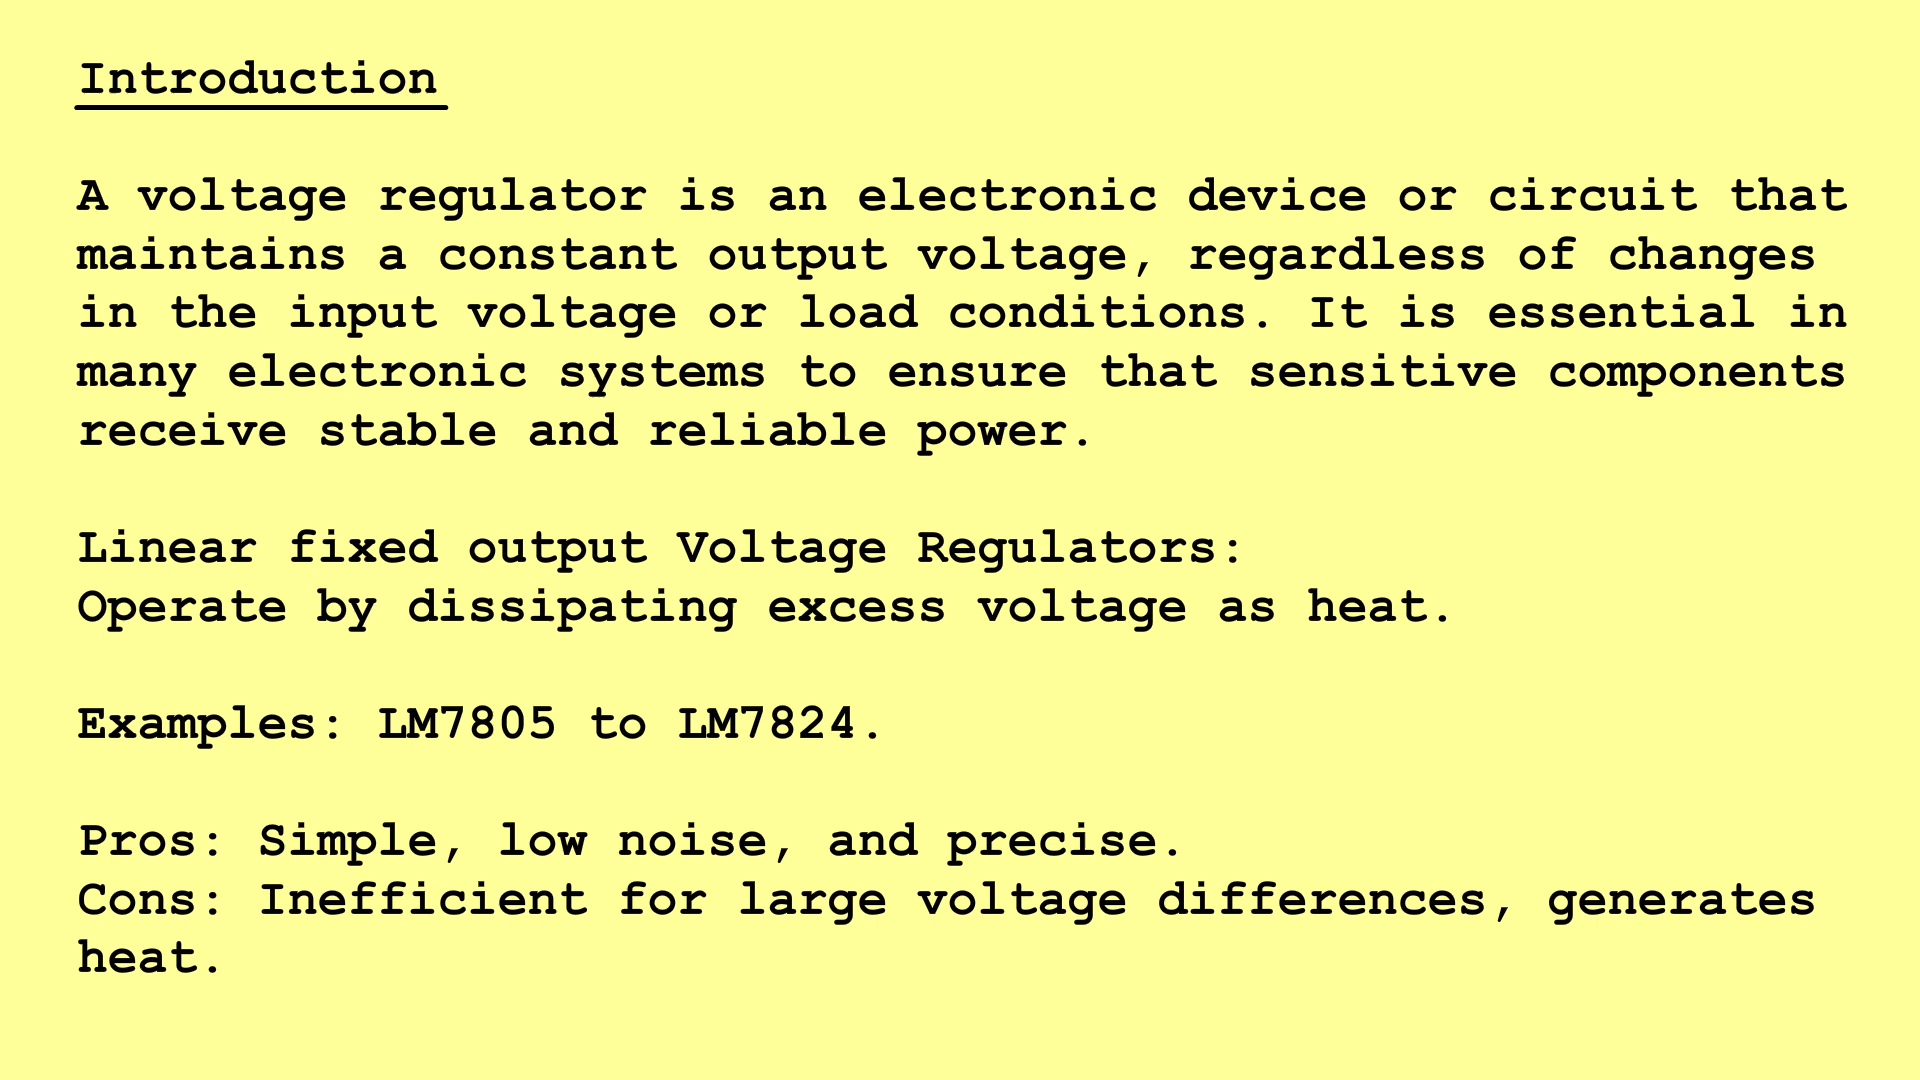 Introduction
A voltage regulator is an electronic device or circuit that
maintains a constant output voltage, regardless of changes
in the input voltage or load conditions. It is essential in
many electronic systems to ensure that sensitive components
receive stable and reliable power.
Linear fixed output Voltage Regulators:
Operate by dissipating excess voltage as heat.
Examples: LM7805 to LM7824.
Pros: Simple, low noise, and precise.
Cons: Inefficient for large voltage differences, generates
heat.